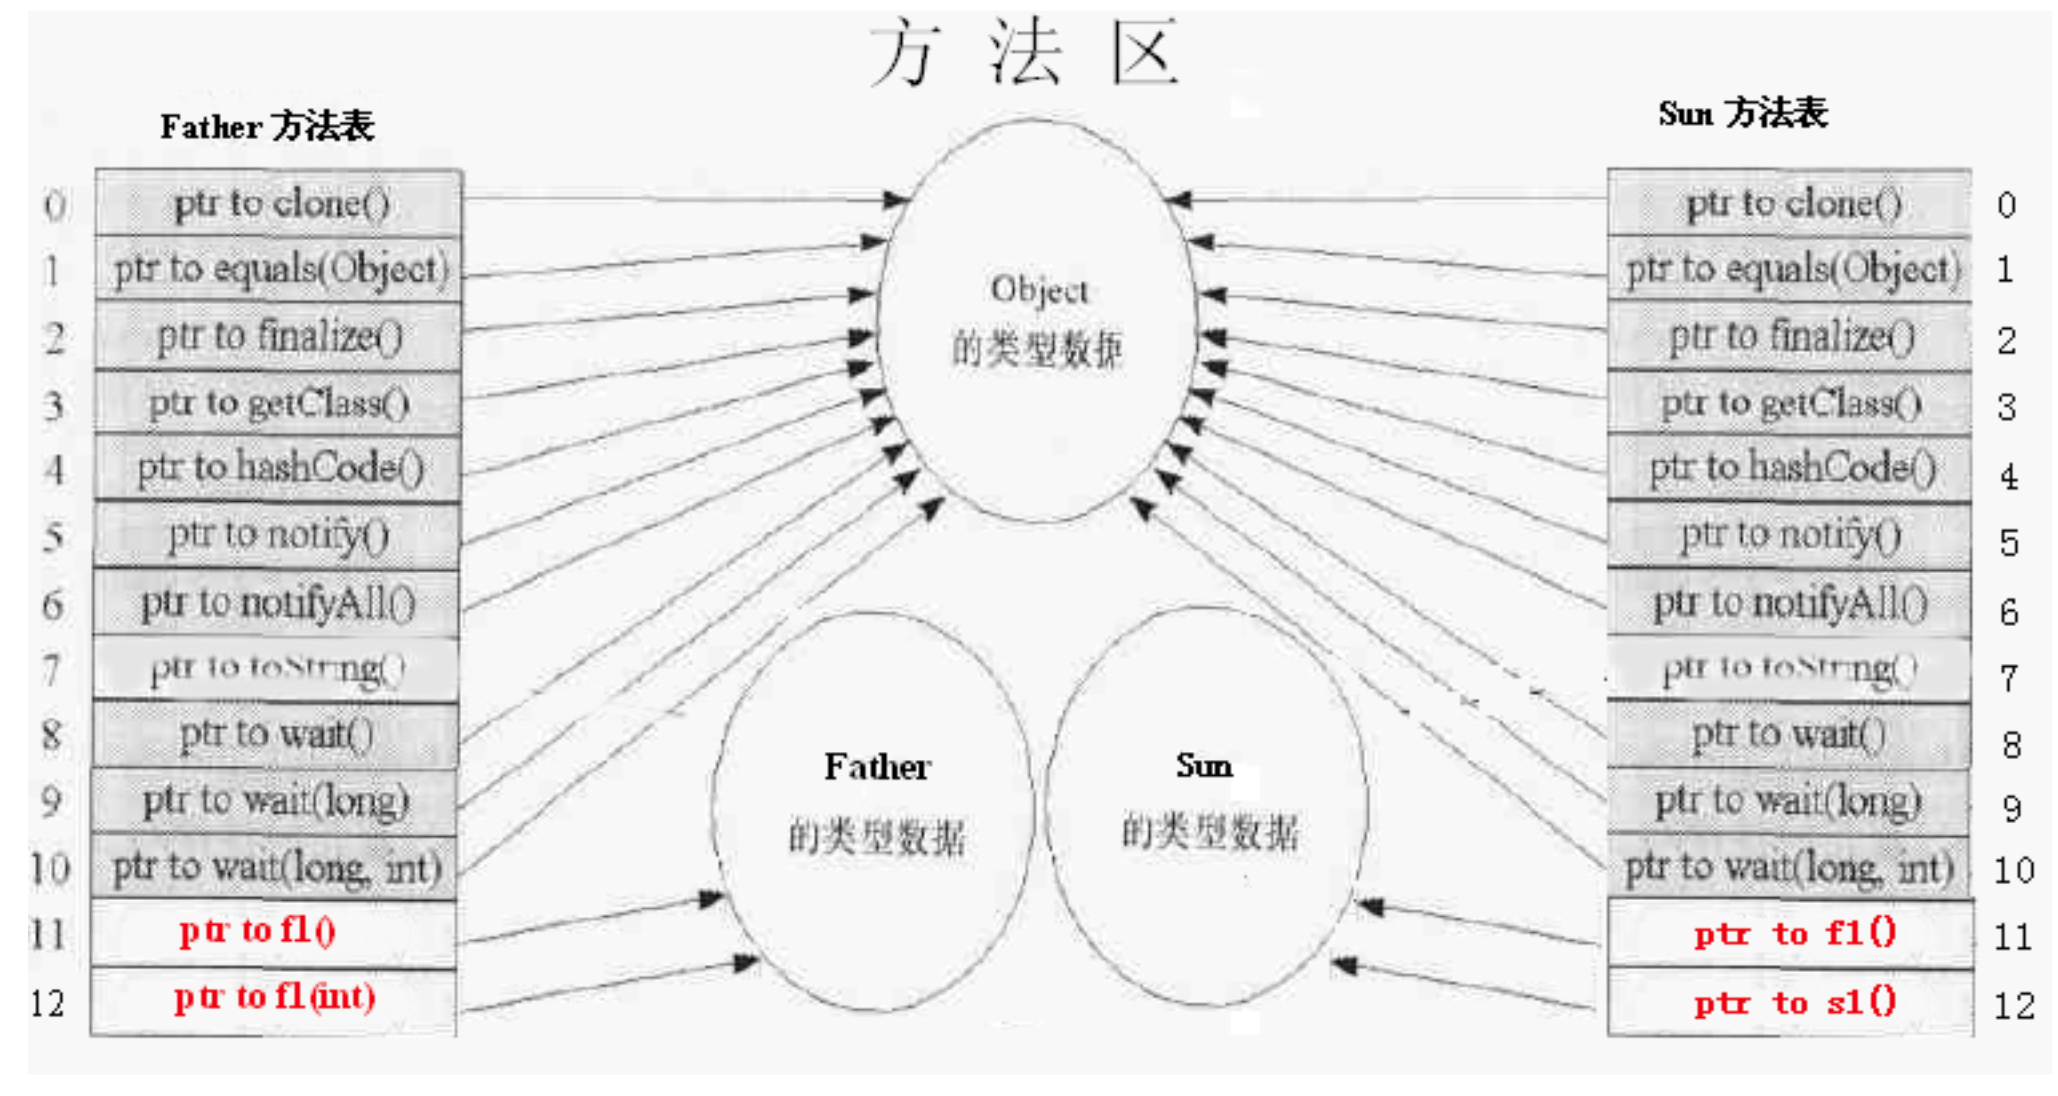 方法区
Father 方法表
0 ptr to clone()
1 ptr to equals(Object)
2 ptr to finalize()
3 ptr to getClass()
4 ptr to hashCode()
5 ptr to notify()
6 ptr to notifyAll()
7 ptr to toString()
8 ptr to wait()
9 ptr to wait(long)
10 ptr to wait(long, int)
11 ptr to f1()
12 ptr to f1(int)
Object
的类型数据
Father
的类型数据
Sun
的类型数据
Sun 方法表
ptr to clone() 0
ptr to equals(Object) 1
ptr to finalize() 2
ptr to getClass() 3
ptr to hashCode() 4
ptr to notify() 5
ptr to notifyAll() 6
ptr to toString() 7
ptr to wait() 8
ptr to wait(long) 9
ptr to wait(long, int) 10
ptr to f1() 11
ptr to s1() 12